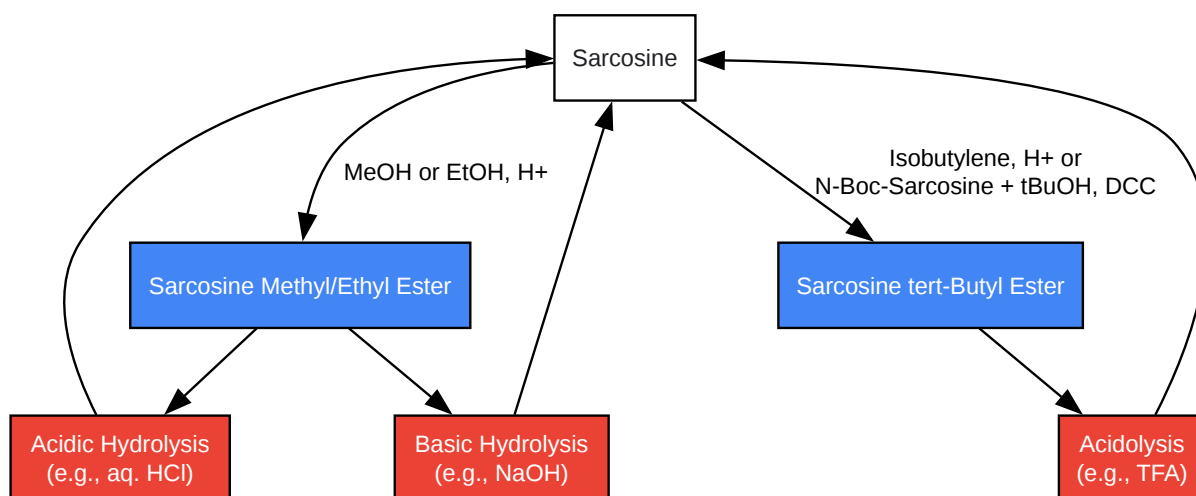 Sarcosine
MeOH or EtOH, H+
Isobutylene, H+ or
N-Boc-Sarcosine + tBuOH, DCC
Sarcosine Methyl/Ethyl Ester
Sarcosine tert-Butyl Ester
Acidic Hydrolysis
(e.g., aq. HCl)
Basic Hydrolysis
(e.g., NaOH)
Acidolysis
(e.g., TFA)